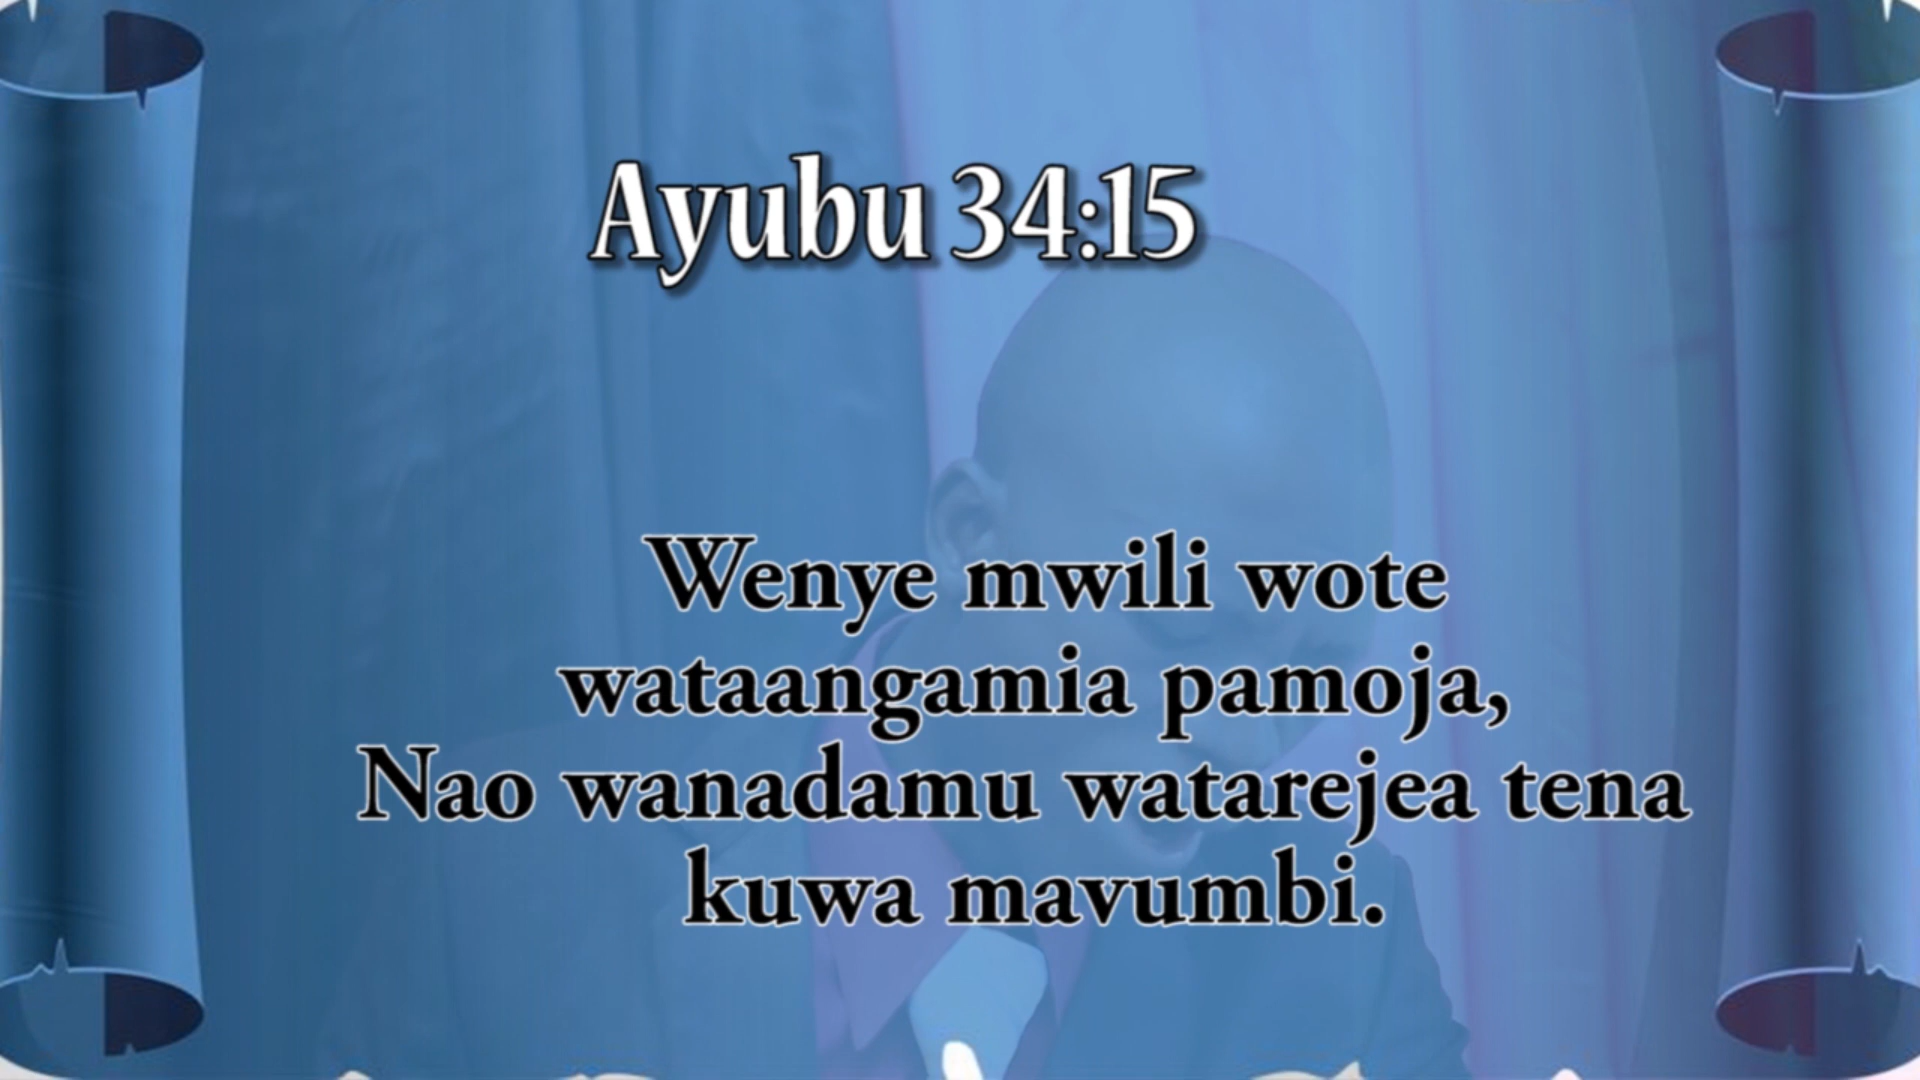 Ayubu 34:15
Wenye mwili wote
wataangamia pamoja,
Nao wanadamu watarejea tena
kuwa mavumbi.